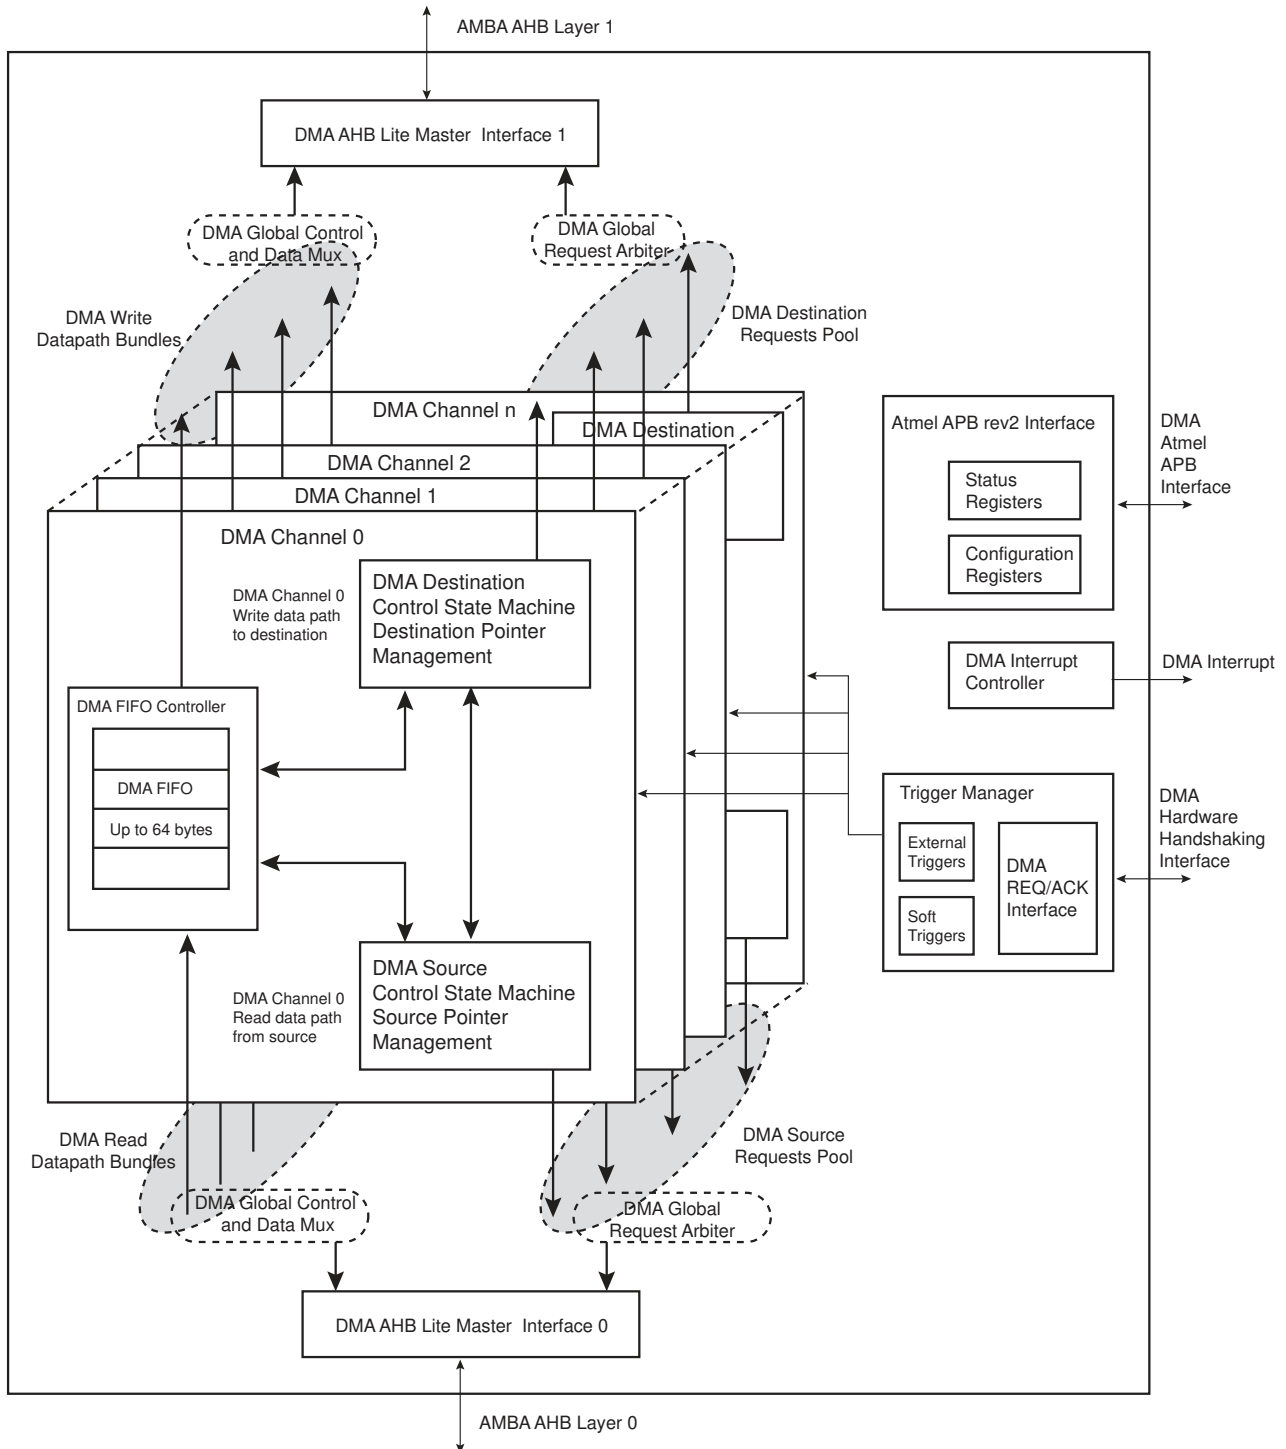 AMBA AHB Layer 1
DMA AHB Lite Master Interface 1
DMA Global Control
and Data Mux
DMA Global
Request Arbiter
DMA Write
Datapath Bundles
DMA Destination
Requests Pool
DMA Channel n
DMA Destination
DMA Channel 2
DMA Channel 1
DMA Channel 0
DMA Channel 0
Write data path
to destination
DMA Destination
Control State Machine
Destination Pointer
Management
DMA FIFO Controller
DMA FIFO
Up to 64 bytes
DMA Channel 0
Read data path
from source
DMA Source
Control State Machine
Source Pointer
Management
Atmel APB rev2 Interface
Status
Registers
Configuration
Registers
DMA
Atmel
APB
Interface
DMA Interrupt
Controller
DMA Interrupt
Trigger Manager
External
Triggers
Soft
Triggers
DMA
REQ/ACK
Interface
DMA
Hardware
Handshaking
Interface
DMA Read
Datapath Bundles
DMA Source
Requests Pool
DMA Global Control
and Data Mux
DMA Global
Request Arbiter
DMA AHB Lite Master Interface 0
AMBA AHB Layer 0